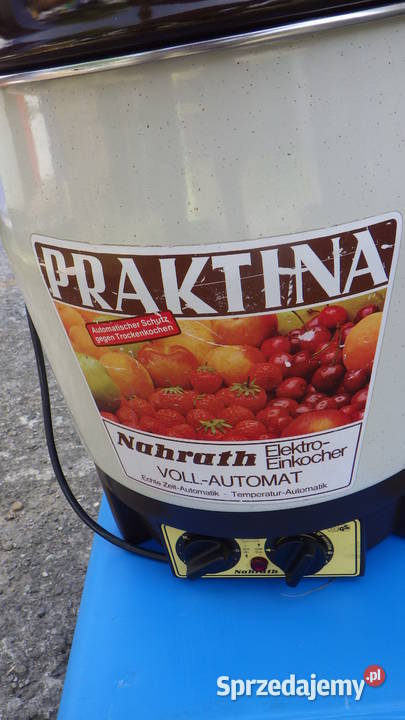 PRAKTINA
Automatischer Schutz
gegen Trockenkochen
Nahrath Elektro-
Einkocher
VOLL-AUTOMAT
Echte Zeit-Automatik · Temperatur-Automatik
Nahrath
Sprzedajemy.pl